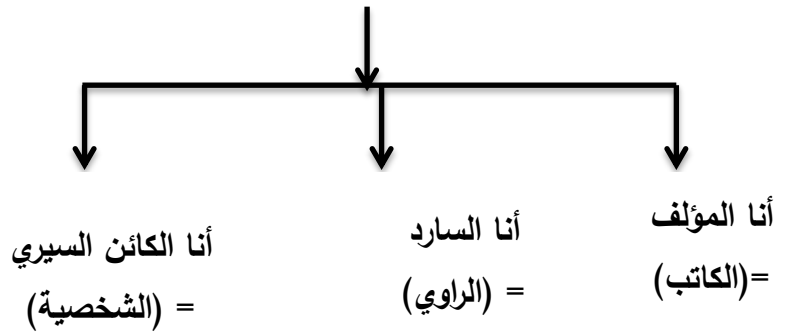 أنا المؤلف
=(الكاتب)
أنا السارد
= (الراوي)
أنا الكائن السيري
= (الشخصية)